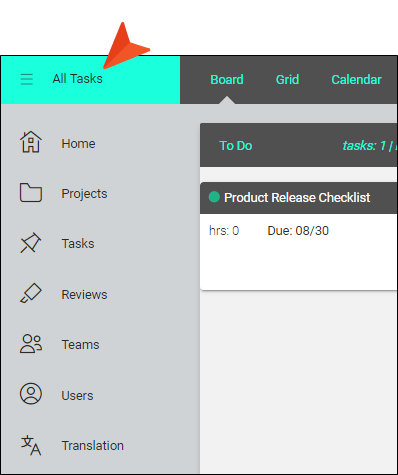 All Tasks
Board Grid Calendar
Home
Projects
Tasks
Reviews
Teams
Users
Translation
To Do tasks: 1 |
Product Release Checklist
hrs: 0 Due: 08/30